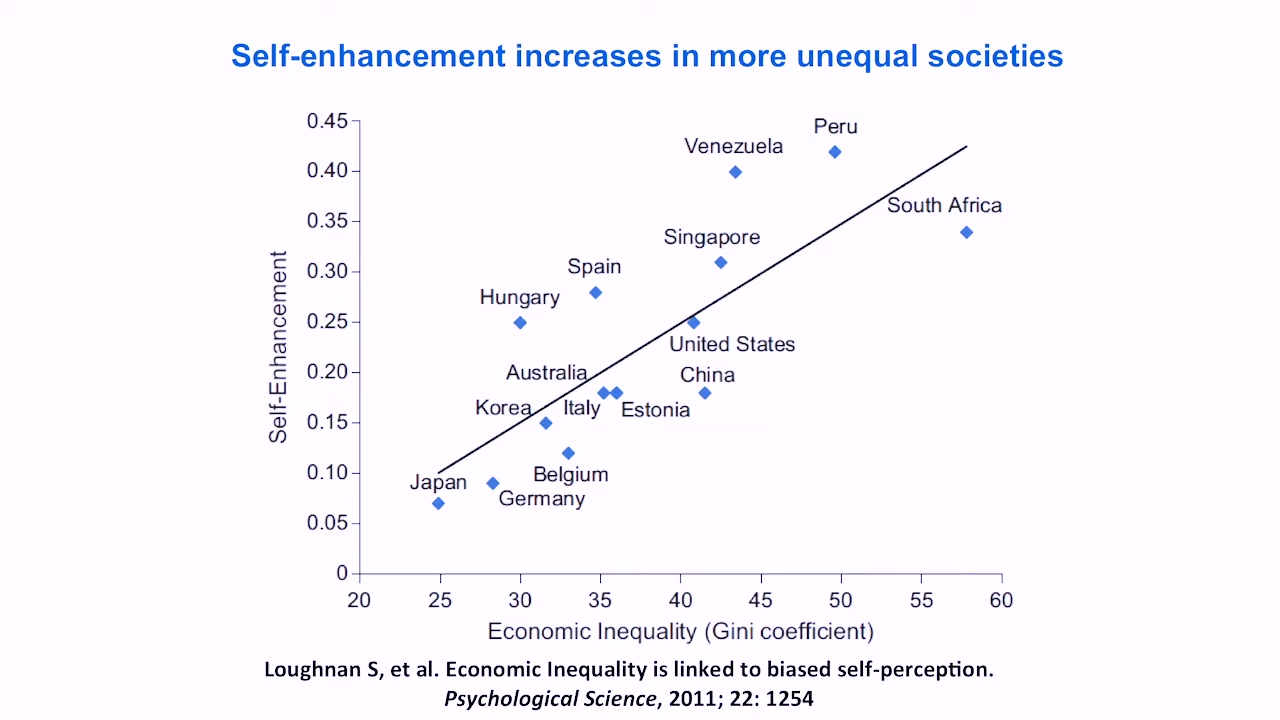 Self-enhancement increases in more unequal societies
0.45
0.40
0.35
0.30
0.25
0.20
0.15
0.10
0.05
0
Self-Enhancement
Peru
Venezuela
South Africa
Singapore
Spain
Hungary
United States
Australia
China
Korea
Italy
Estonia
Belgium
Japan
Germany
20 25 30 35 40 45 50 55 60
Economic Inequality (Gini coefficient)
Loughnan S, et al. Economic Inequality is linked to biased self-perception.
Psychological Science, 2011; 22: 1254